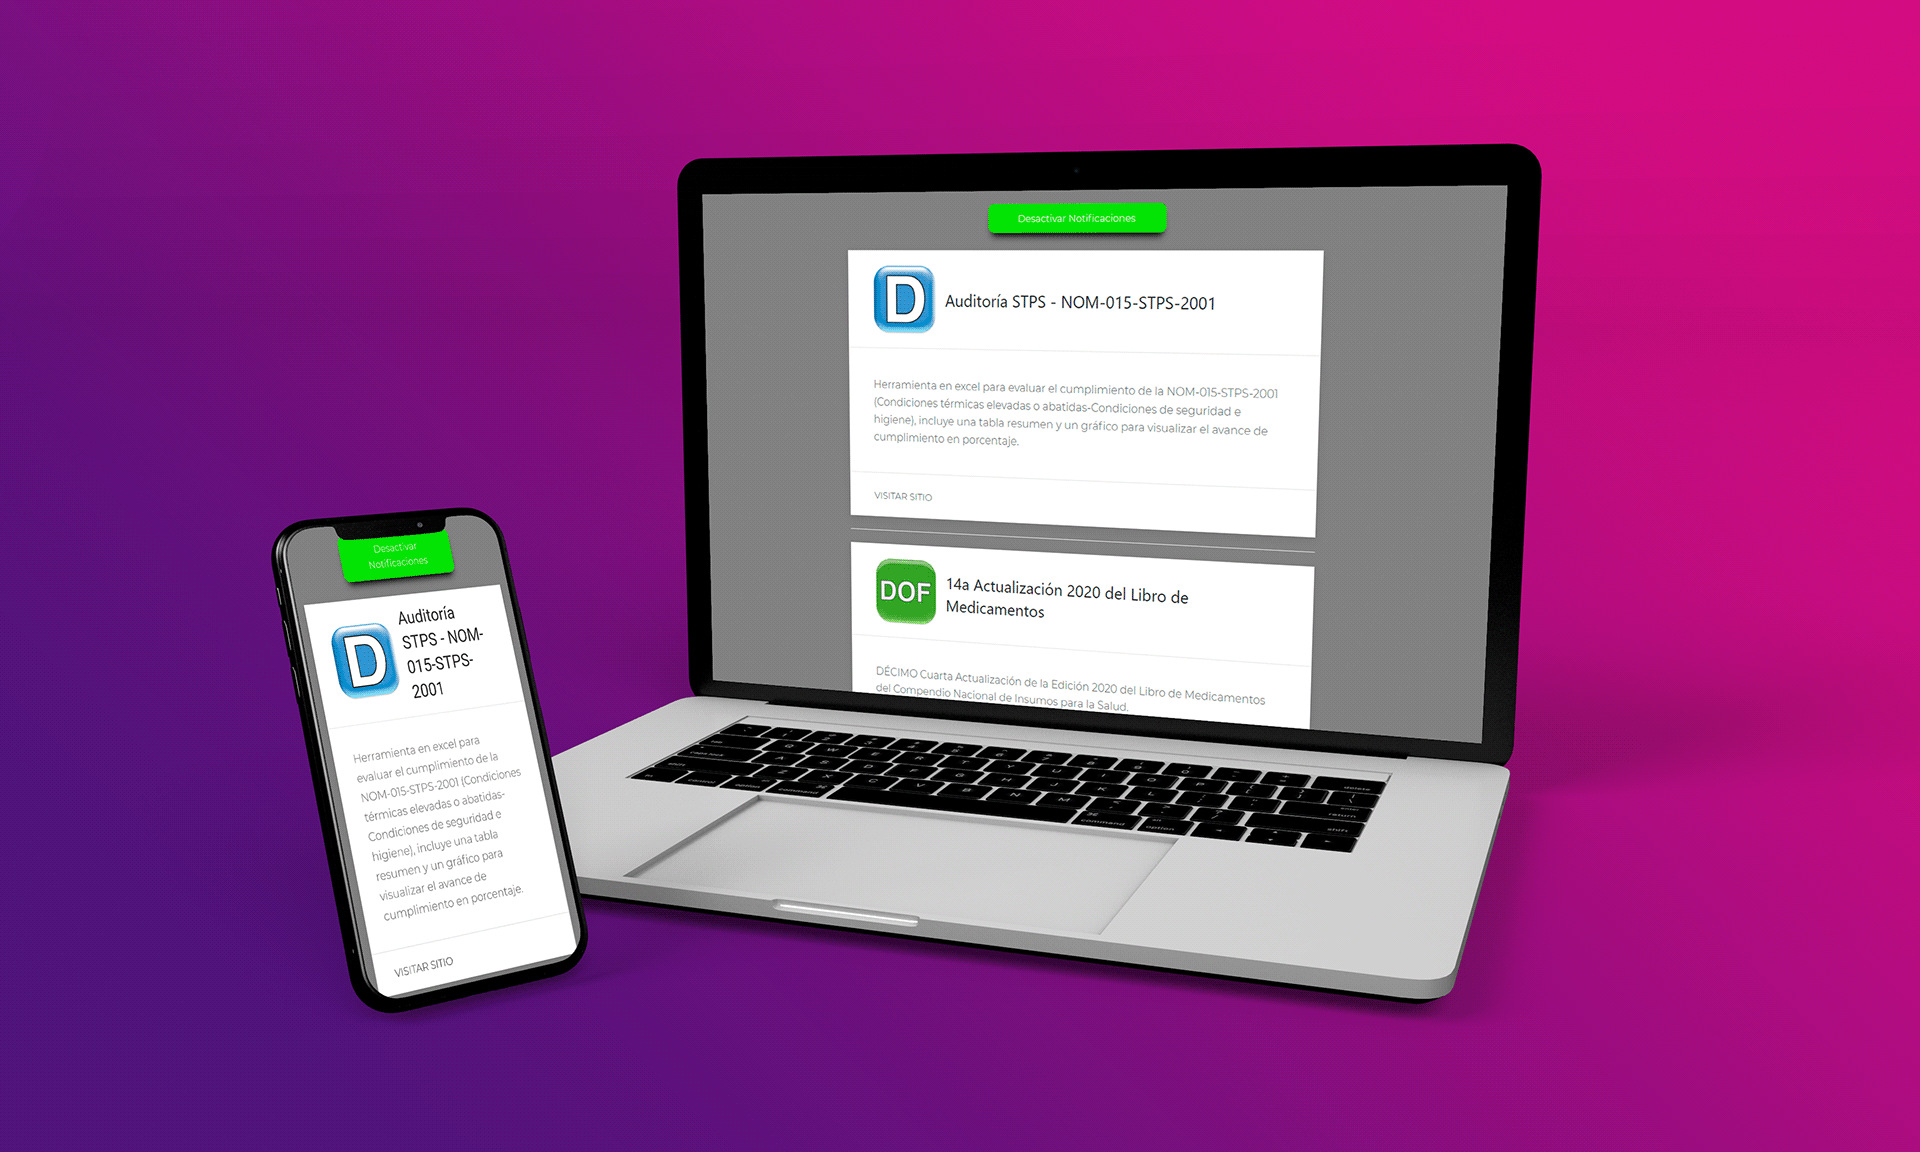 Desactivar Notificaciones
D
Auditoría STPS - NOM-015-STPS-2001
Herramienta en excel para evaluar el cumplimiento de la NOM-015-STPS-2001
(Condiciones térmicas elevadas o abatidas-Condiciones de seguridad e
higiene), incluye una tabla resumen y un gráfico para visualizar el avance de
cumplimiento en porcentaje.
VISITAR SITIO
DOF
14a Actualización 2020 del Libro de
Medicamentos
DÉCIMO Cuarta Actualización de la Edición 2020 del Libro de Medicamentos
del Compendio Nacional de Insumos para la Salud.
Desactivar
Notificaciones
D
Auditoría
STPS - NOM-
015-STPS-
2001
Herramienta en excel para
evaluar el cumplimiento de la
NOM-015-STPS-2001 (Condiciones
térmicas elevadas o abatidas-
Condiciones de seguridad e
higiene), incluye una tabla
resumen y un gráfico para
visualizar el avance de
cumplimiento en porcentaje.
VISITAR SITIO